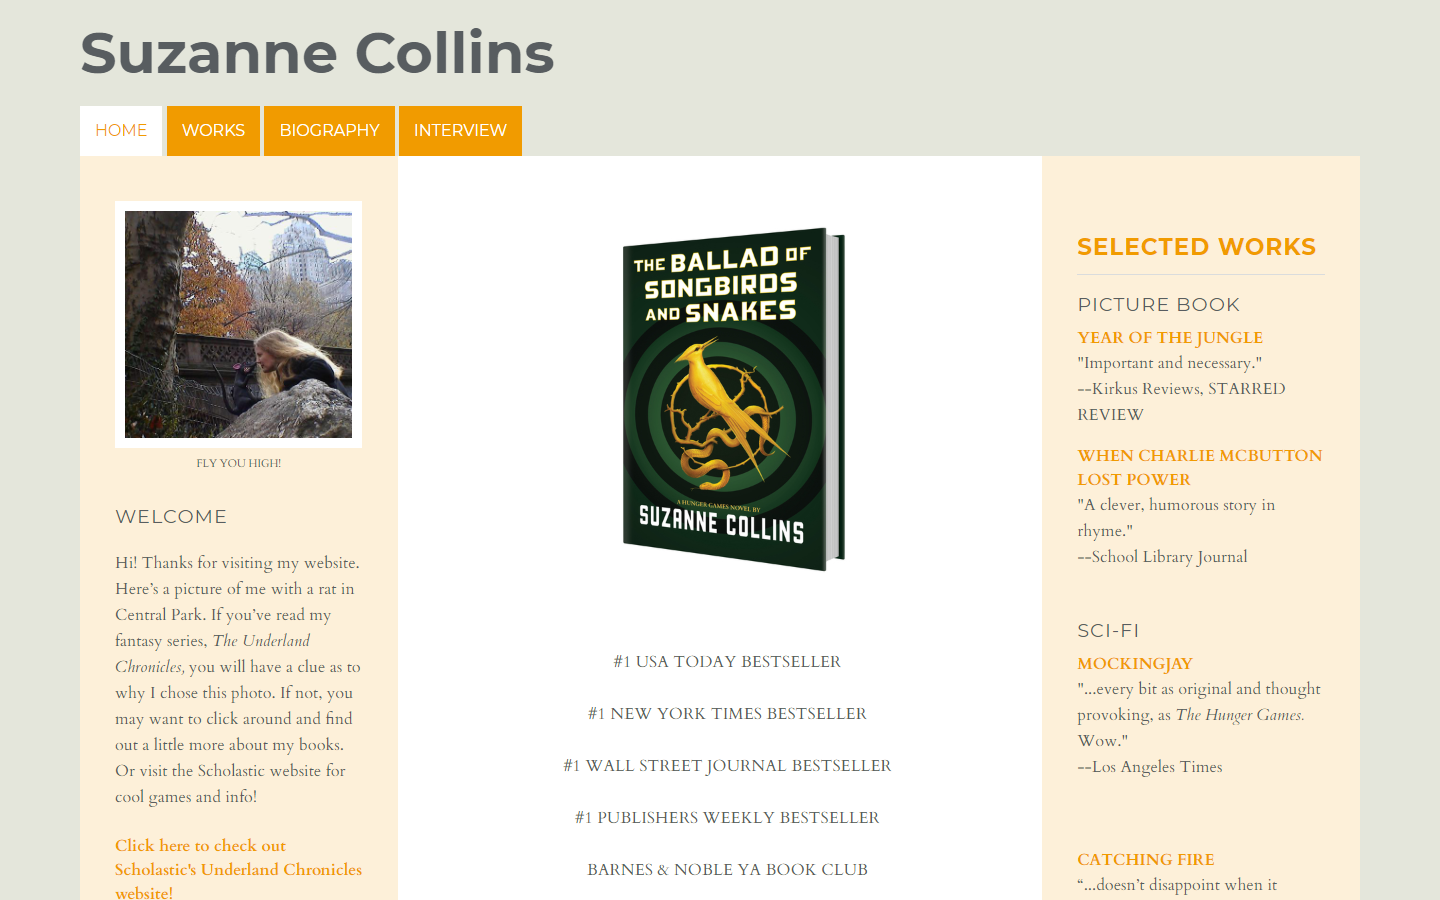 Suzanne Collins
HOME
WORKS
BIOGRAPHY
INTERVIEW
FLY YOU HIGH!
WELCOME
Hi! Thanks for visiting my website.
Here’s a picture of me with a rat in
Central Park. If you’ve read my
fantasy series, The Underland
Chronicles, you will have a clue as to
why I chose this photo. If not, you
may want to click around and find
out a little more about my books.
Or visit the Scholastic website for
cool games and info!
Click here to check out
Scholastic's Underland Chronicles
website!
THE BALLAD OF
SONGBIRDS
AND SNAKES
A HUNGER GAMES NOVEL BY
SUZANNE COLLINS
#1 USA TODAY BESTSELLER
#1 NEW YORK TIMES BESTSELLER
#1 WALL STREET JOURNAL BESTSELLER
#1 PUBLISHERS WEEKLY BESTSELLER
BARNES & NOBLE YA BOOK CLUB
SELECTED WORKS
PICTURE BOOK
YEAR OF THE JUNGLE
"Important and necessary."
--Kirkus Reviews, STARRED
REVIEW
WHEN CHARLIE MCBUTTON
LOST POWER
"A clever, humorous story in
rhyme."
--School Library Journal
SCI-FI
MOCKINGJAY
"...every bit as original and thought
provoking, as The Hunger Games.
Wow."
--Los Angeles Times
CATCHING FIRE
“...doesn’t disappoint when it